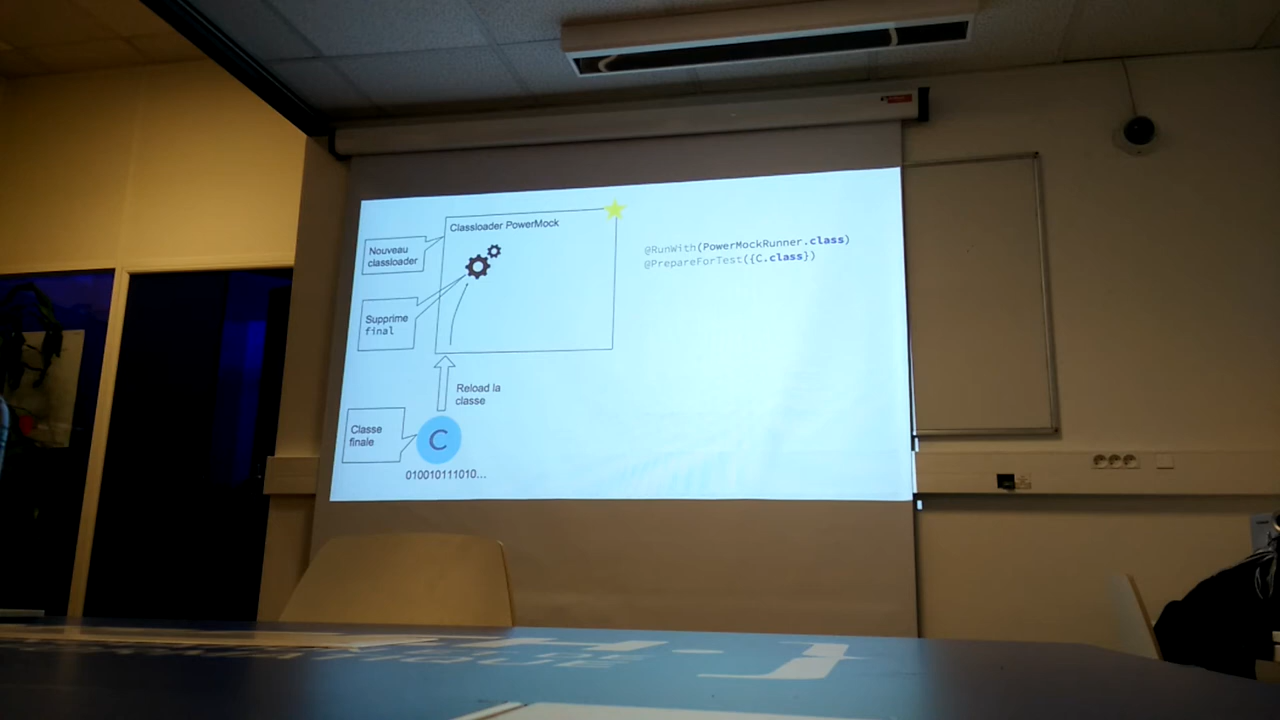 Classloader PowerMock
Nouveau
classloader
Supprime
final
Reload la
classe
Classe
finale
C
010010111010...
@RunWith(PowerMockRunner.class)
@PrepareForTest({C.class})